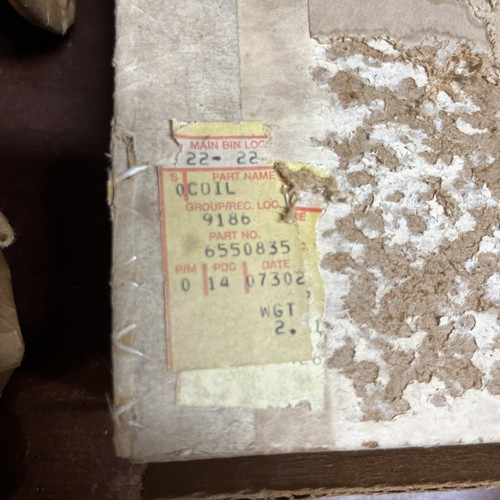 MAIN BIN LOC
22- 22-
S PART NAME
0COIL
GROUP/REC. LOC.
9186
PART NO.
6550835
R/M PDC DATE
0 14 07302
WGT
2.